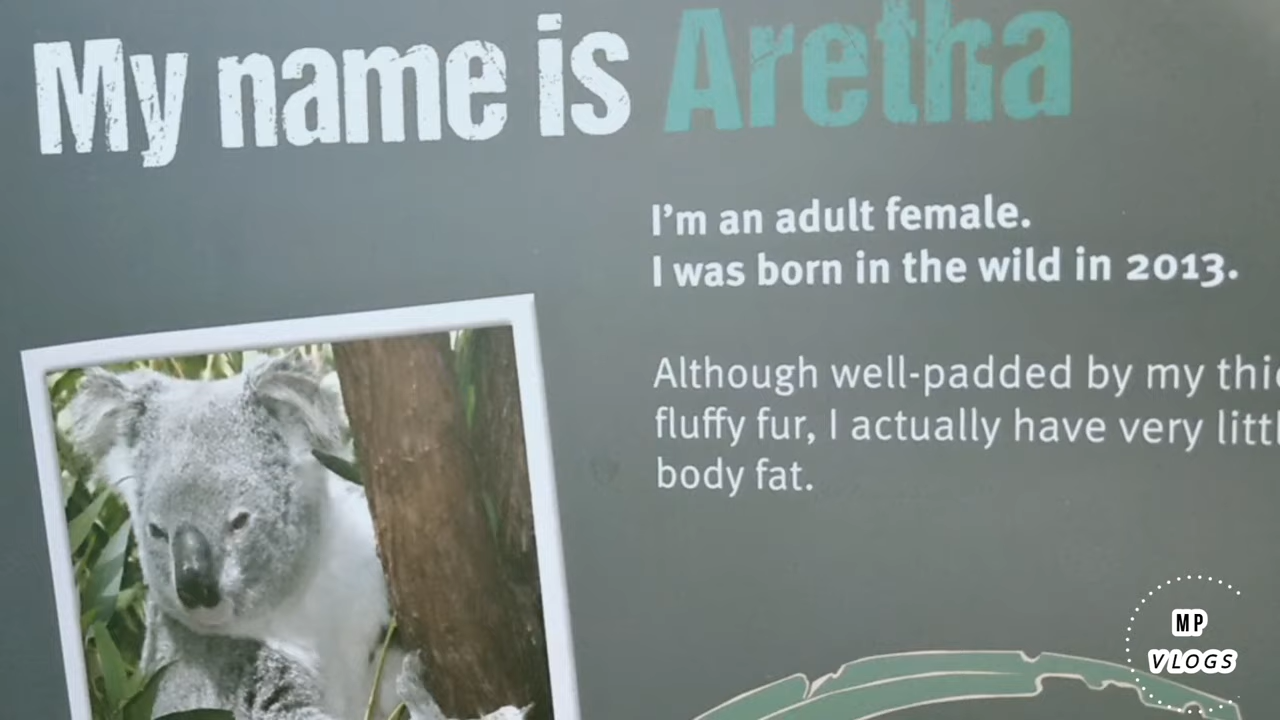 My name is Aretha
I'm an adult female.
I was born in the wild in 2013.
Although well-padded by my
fluffy fur, I actually have very
body fat.
MP
VLOGS